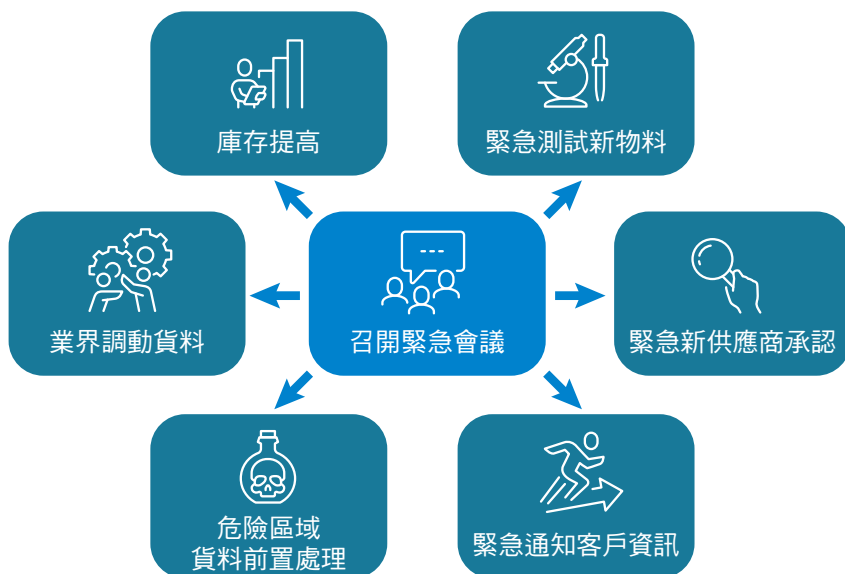 庫存提高
緊急測試新物料
業界調動貨料
召開緊急會議
緊急新供應商承認
危險區域
貨料前置處理
緊急通知客戶資訊